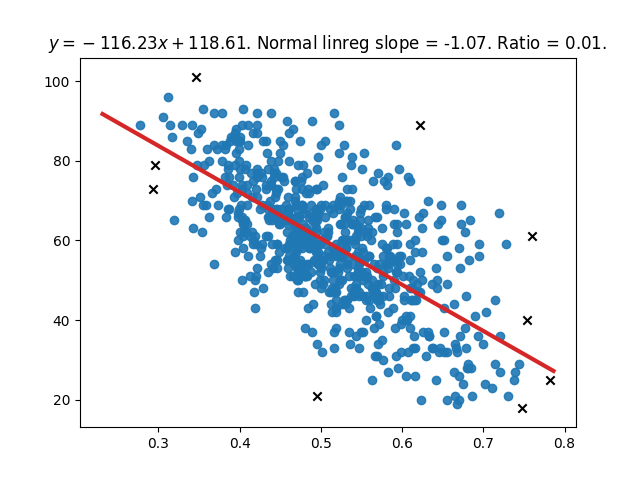 y = − 116.23x + 118.61. Normal linreg slope = -1.07. Ratio = 0.01.
100
80
60
40
20
0.3 0.4 0.5 0.6 0.7 0.8